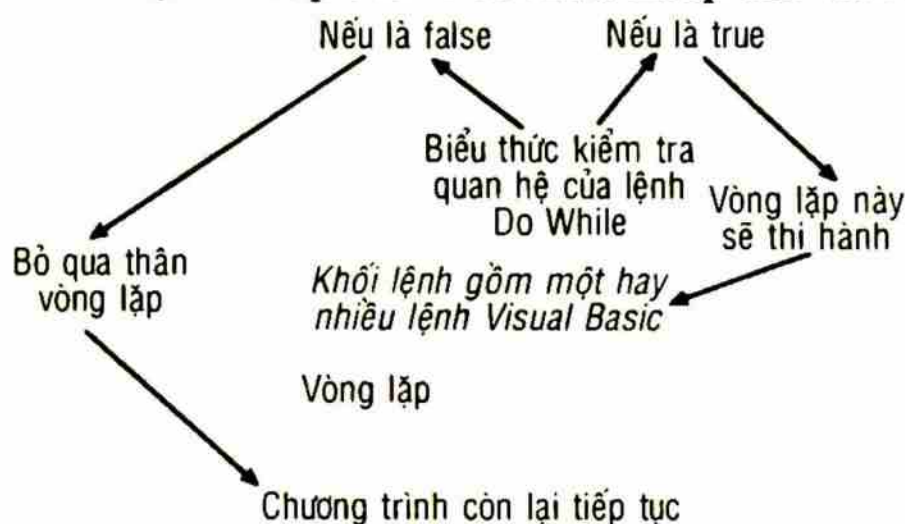 Nếu là false
Nếu là true
Biểu thức kiểm tra
quan hệ của lệnh
Do While
Vòng lặp này
sẽ thi hành
Bỏ qua thân
vòng lặp
Khối lệnh gồm một hay
nhiều lệnh Visual Basic
Vòng lặp
Chương trình còn lại tiếp tục